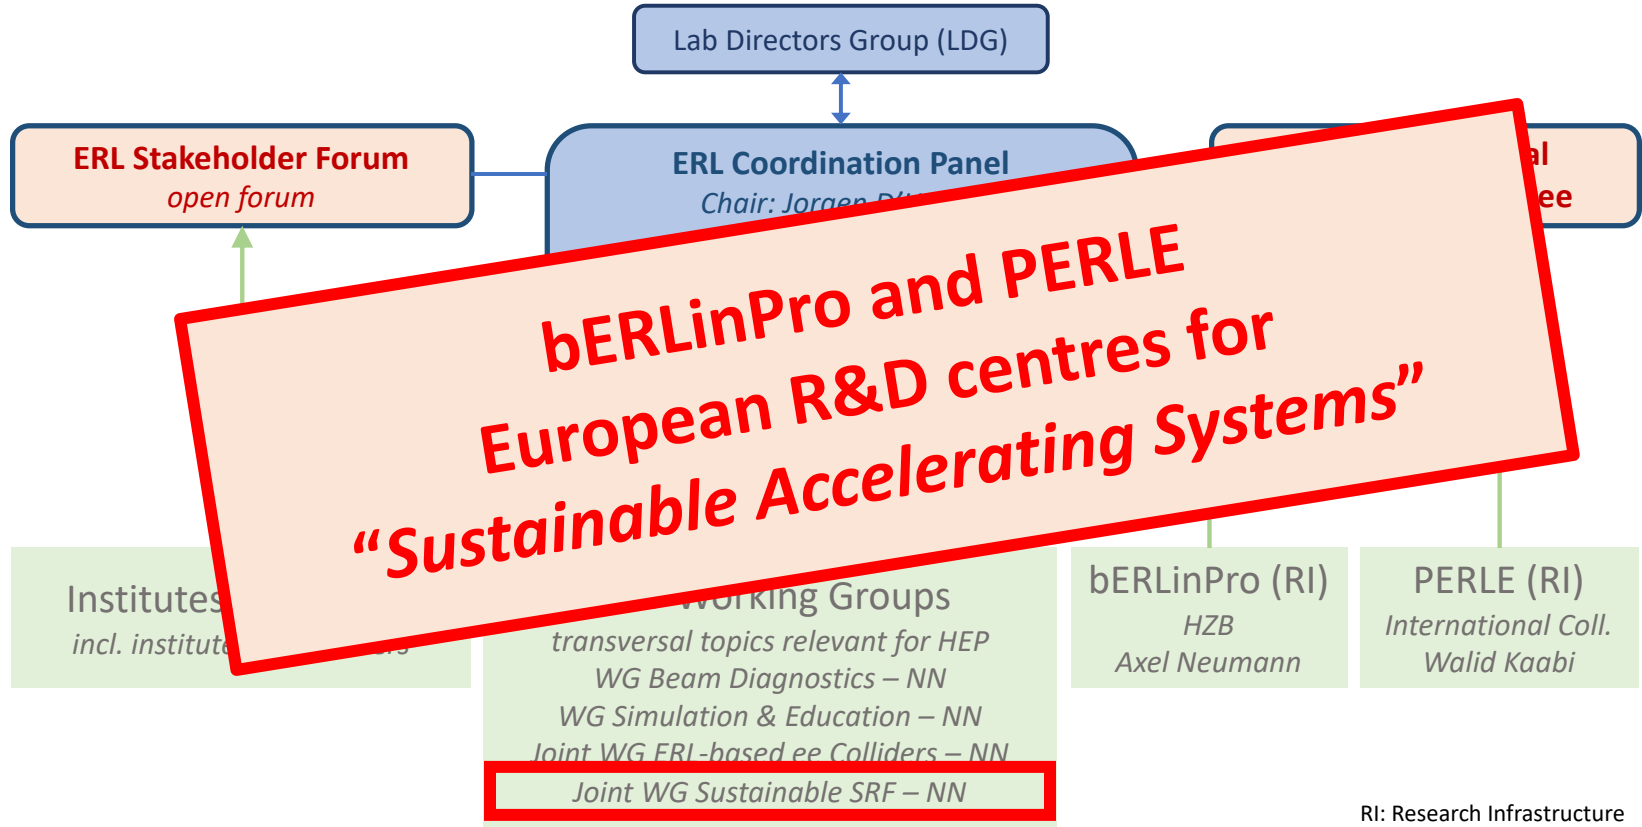 Lab Directors Group (LDG)
ERL Stakeholder Forum
open forum
ERL Coordination Panel
Chair: Jorgen
al
ee
bERLinPro and PERLE
European R&D centres for
“Sustainable Accelerating Systems”
Institutes
incl. institute
Working Groups
transversal topics relevant for HEP
WG Beam Diagnostics – NN
WG Simulation & Education – NN
Joint WG ERL-based ee Colliders – NN
Joint WG Sustainable SRF – NN
bERLinPro (RI)
HZB
Axel Neumann
PERLE (RI)
International Coll.
Walid Kaabi
RI: Research Infrastructure